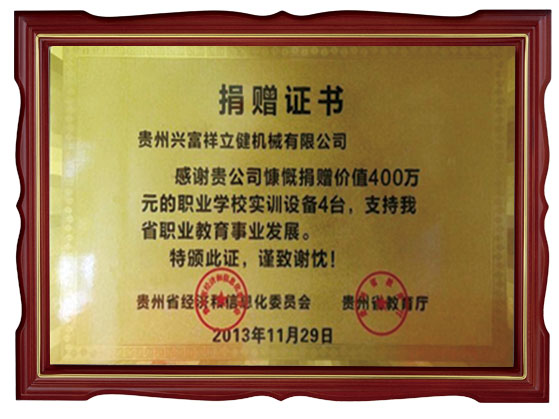 捐赠证书
贵州兴富祥立健机械有限公司
感谢贵公司慷慨捐赠价值400万
元的职业学校实训设备4台，支持我
省职业教育事业发展。
特颁此证，谨致谢忱！
贵州省经济和信息化委员会 贵州省教育厅
2013年11月29日